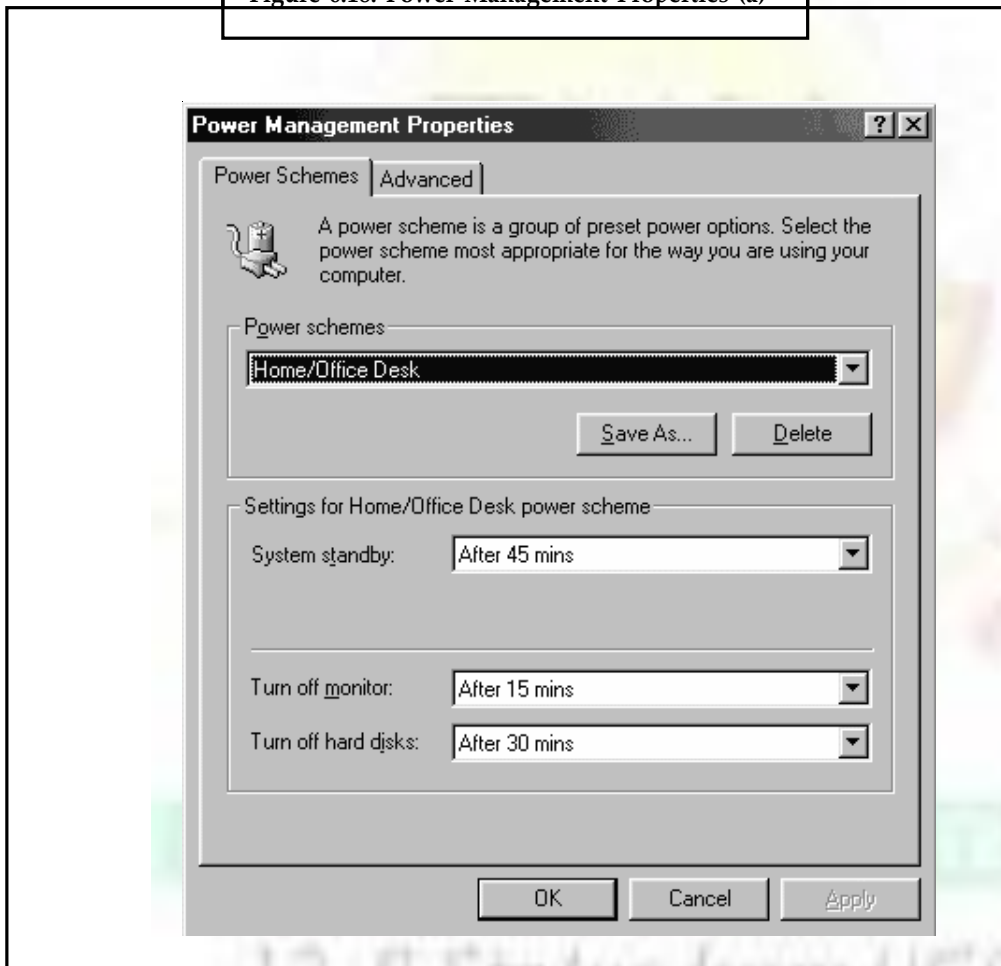 Power Management Properties (a)
Power Management Properties
Power Schemes
Advanced
A power scheme is a group of preset power options. Select the
power scheme most appropriate for the way you are using your
computer.
Power schemes
Home/Office Desk
Save As...
Delete
Settings for Home/Office Desk power scheme
System standby:
After 45 mins
Turn off monitor:
After 15 mins
Turn off hard disks:
After 30 mins
OK
Cancel
Apply